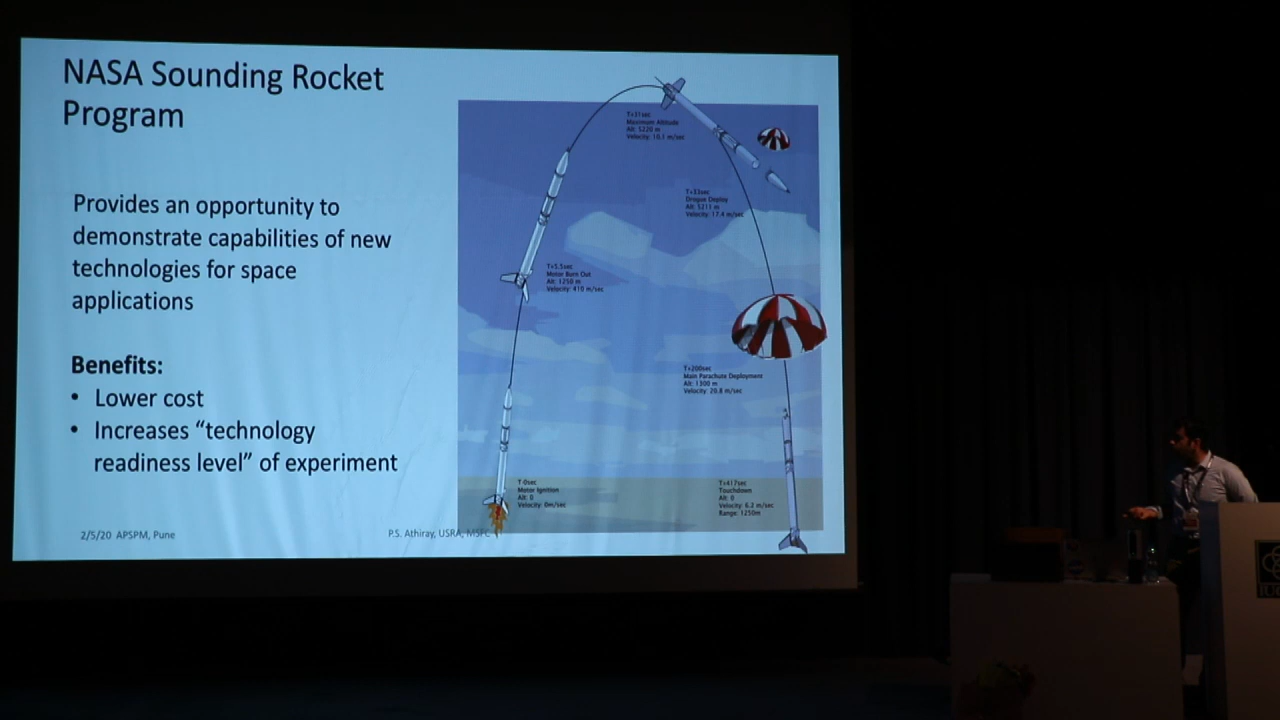 NASA Sounding Rocket
Program
Provides an opportunity to
demonstrate capabilities of new
technologies for space
applications
Benefits:
• Lower cost
• Increases “technology
readiness level” of experiment
2/5/20 APSPM, Pune
P.S. Athiray, USRA, MSFC
T+31sec
Maximum Altitude
Alt: 5220 m
Velocity: 16.1 m/sec
T+33sec
Drogue Deploy
Alt: 5211 m
Velocity: 17.4 m/sec
T+5.5sec
Motor Burn Out
Alt: 1250 m
Velocity: 410 m/sec
T+200sec
Main Parachute Deployment
Alt: 1300 m
Velocity: 20.8 m/sec
T 0sec
Motor Ignition
Alt: 0
Velocity: 0m/sec
T+417sec
Touchdown
Alt: 0
Velocity: 6.2 m/sec
Range: 1250m